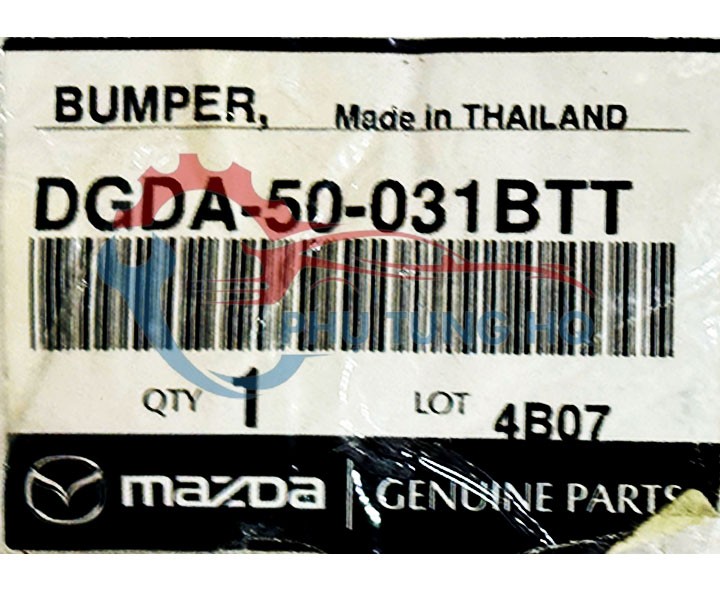 BUMPER, Made in THAILAND
DGDA-50-031BTT
PHU TUNG HQ
QTY 1 LOT 4B07
mazda | GENUINE PARTS